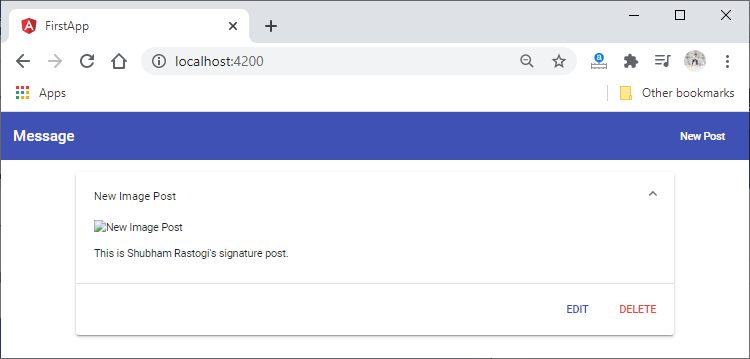 FirstApp
localhost:4200
Apps
Other bookmarks
Message
New Post
New Image Post
New Image Post
This is Shubham Rastogi's signature post.
EDIT
DELETE